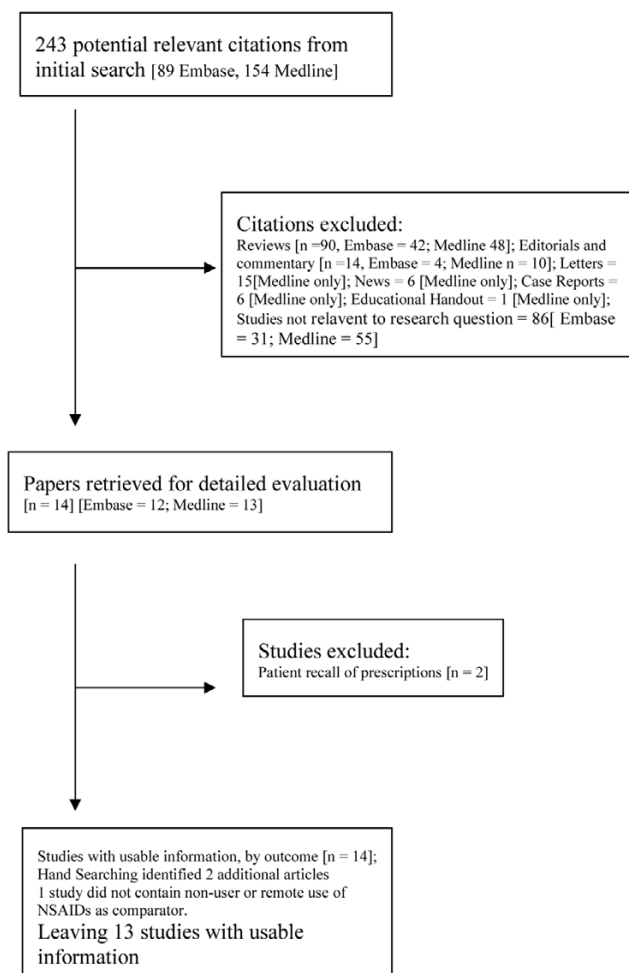 243 potential relevant citations from
initial search [89 Embase, 154 Medline]
Citations excluded:
Reviews [n =90, Embase = 42; Medline 48]; Editorials and
commentary [n =14, Embase = 4; Medline n = 10]; Letters =
15[Medline only]; News = 6 [Medline only]; Case Reports =
6 [Medline only]; Educational Handout = 1 [Medline only];
Studies not relavent to research question = 86[ Embase
= 31; Medline = 55]
Papers retrieved for detailed evaluation
[n = 14] [Embase = 12; Medline = 13]
Studies excluded:
Patient recall of prescriptions [n = 2]
Studies with usable information, by outcome [n = 14];
Hand Searching identified 2 additional articles
1 study did not contain non-user or remote use of
NSAIDs as comparator.
Leaving 13 studies with usable
information